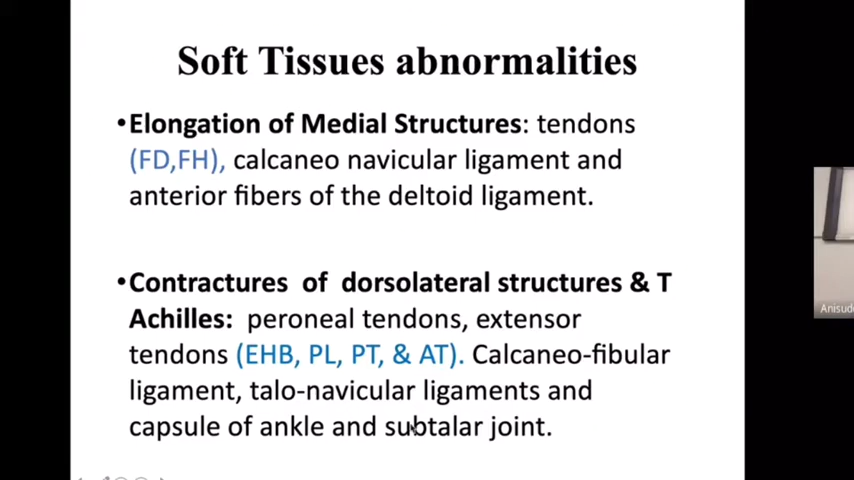 Soft Tissues abnormalities
•Elongation of Medial Structures: tendons
(FD,FH), calcaneo navicular ligament and
anterior fibers of the deltoid ligament.
•Contractures of dorsolateral structures & T
Achilles: peroneal tendons, extensor
tendons (EHB, PL, PT, & AT). Calcaneo-fibular
ligament, talo-navicular ligaments and
capsule of ankle and subtalar joint.